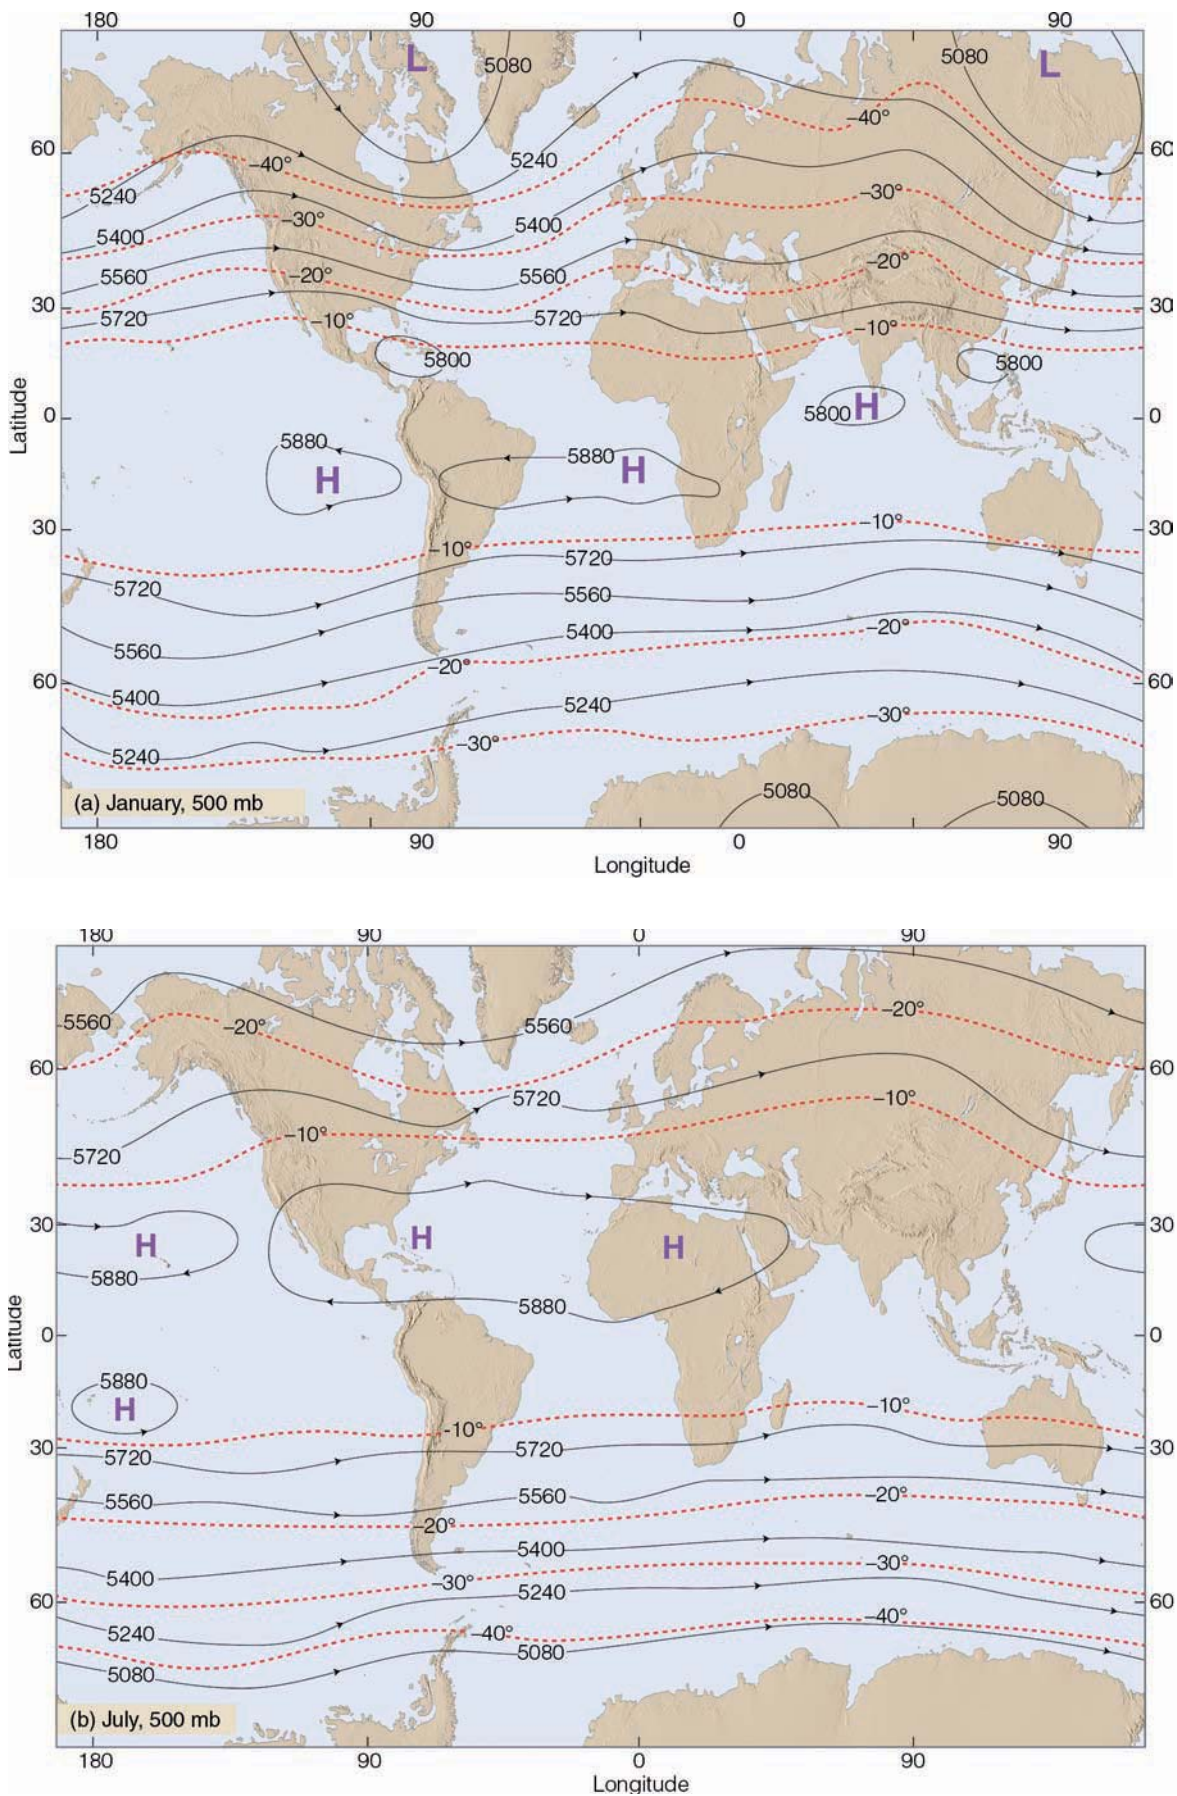 180 90 0 90
L 5080 5080 L
–40°
60 5240 –40° 5240 60
–30°
5240 –30°
5400 5400
–20°
5560 –20° 5560
30 5720 –10° 5720 –10° 30
5800 5800
0 5800 H 0
5880 5880
H H
30 –10° 30
–10° 5720
5720 5560
5560 5400 –20°
60 5400 –20° 60
5240 –30°
5240 –30°
5080 5080
(a) January, 500 mb
180 90 0 90
Longitude
Latitude
180 90 0 90
–20°
5560 –20° 5560
60 60
5720 –10°
5720 –10°
30 H 30
H H
5880 5880
0 0
Latitude
5880 –10°
H
30 -10° 5720 30
5720
5560 5560 –20°
–20°
5400
5400 –30°
60 –30° 5240 60
5240 –40° –40°
5080 5080
(b) July, 500 mb
180 90 0 90
Longitude